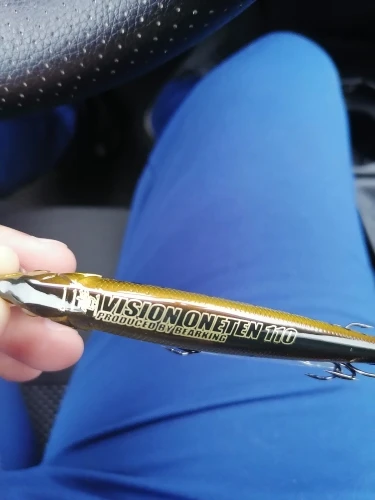 VISION ONETEN 110
PRODUCED BY BEARKING